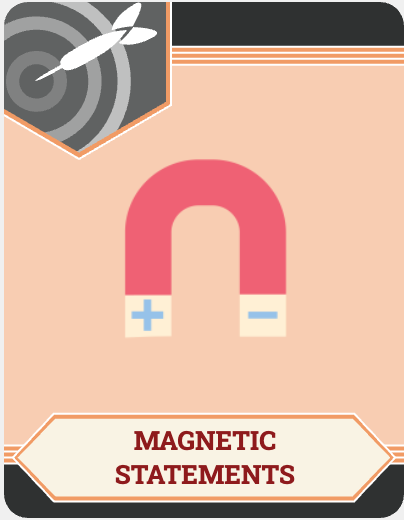 + −
MAGNETIC
STATEMENTS